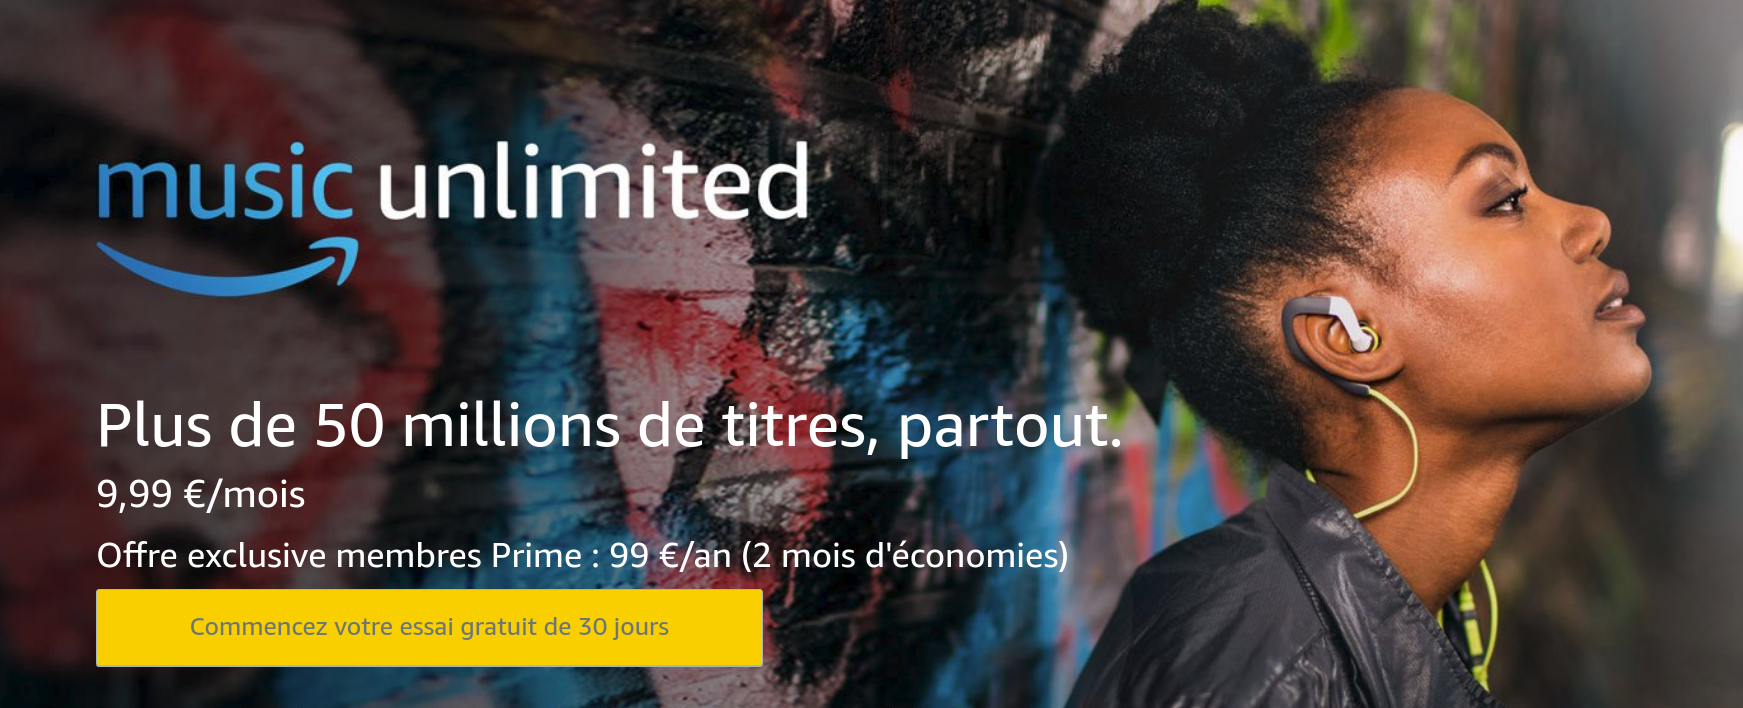 music unlimited
Plus de 50 millions de titres, partout.
9,99 €/mois
Offre exclusive membres Prime : 99 €/an (2 mois d'économies)
Commencez votre essai gratuit de 30 jours